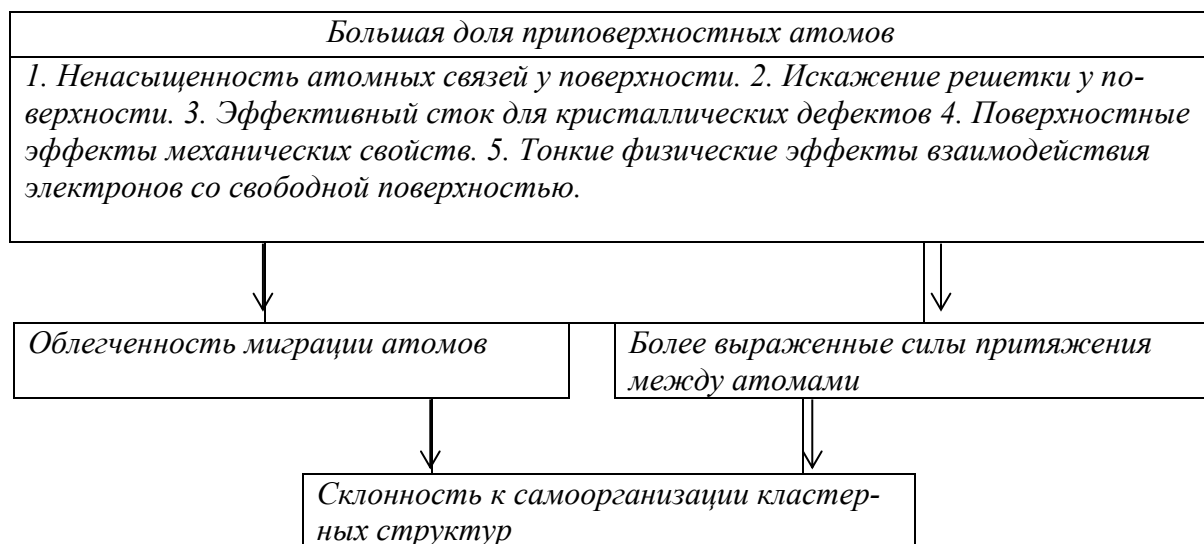 Большая доля приповерхностных атомов
1. Ненасыщенность атомных связей у поверхности. 2. Искажение решетки у по-
верхности. 3. Эффективный сток для кристаллических дефектов 4. Поверхностные
эффекты механических свойств. 5. Тонкие физические эффекты взаимодействия
электронов со свободной поверхностью.
Облегченность миграции атомов
Более выраженные силы притяжения
между атомами
Склонность к самоорганизации кластер-
ных структур